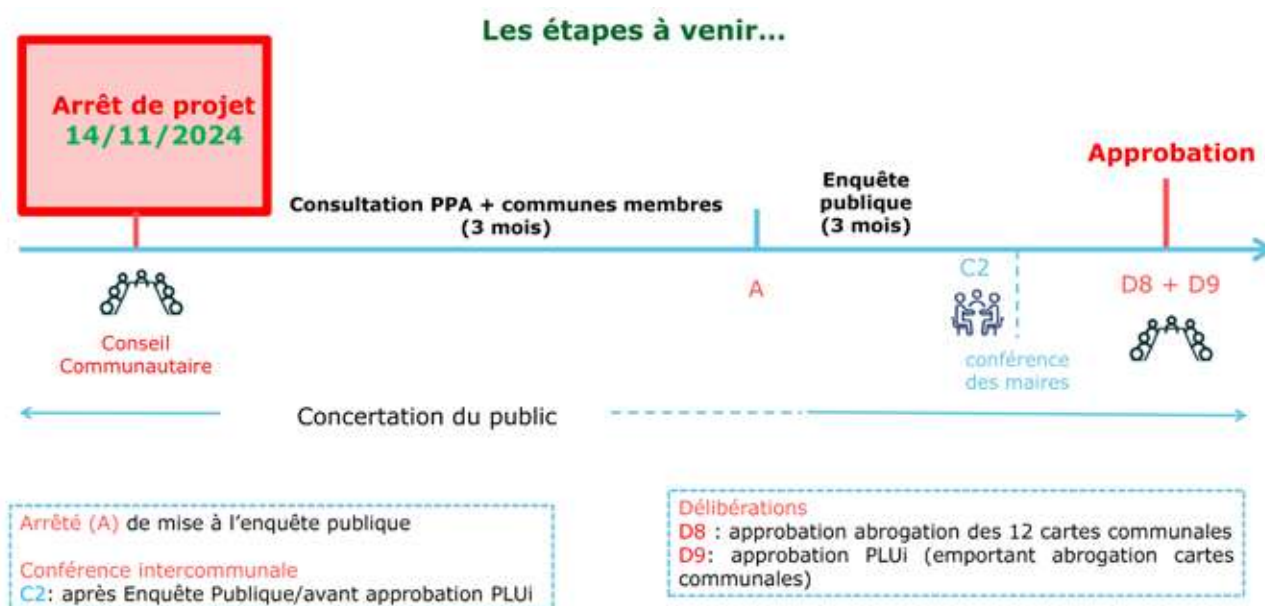 Les étapes à venir...
Arrêt de projet
14/11/2024
Approbation
Consultation PPA + communes membres
(3 mois)
Enquête
publique
(3 mois)
A
C2
D8 + D9
Conseil
Communautaire
conférence
des maires
Concertation du public
Arrêté (A) de mise à l'enquête publique
Conférence intercommunale
C2: après Enquête Publique/avant approbation PLUi
Délibérations
D8 : approbation abrogation des 12 cartes communales
D9: approbation PLUi (emportant abrogation cartes
communales)